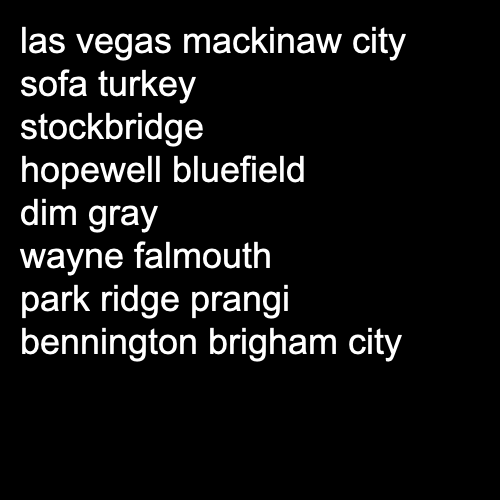 las vegas mackinaw city
sofa turkey
stockbridge
hopewell bluefield
dim gray
wayne falmouth
park ridge prangi
bennington brigham city